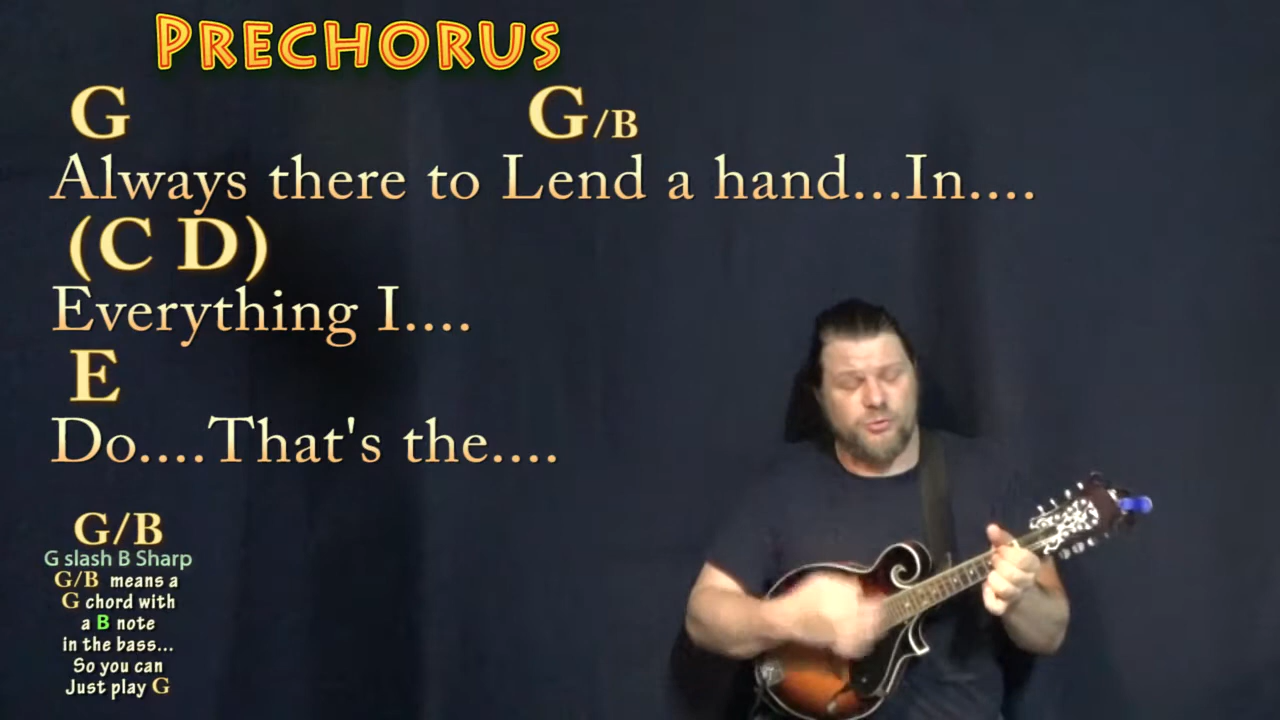 PRECHORUS
G G/B
Always there to Lend a hand...In....
(C D)
Everything I....
E
Do....That's the....
G/B
G slash B Sharp
G/B means a
G chord with
a B note
in the bass...
So you can
Just play G